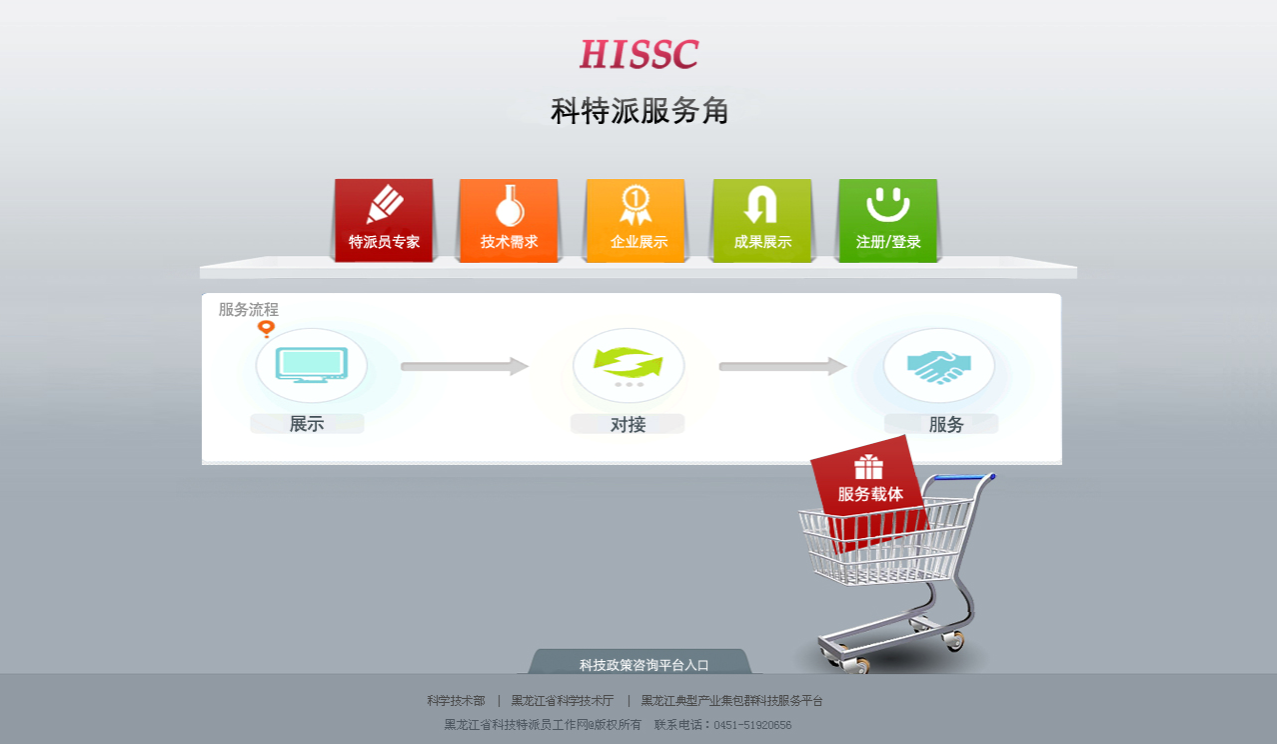 HISSC
科特派服务角
特派员专家 技术需求 企业展示 成果展示 注册/登录
服务流程
展示 对接 服务
服务载体
科技政策咨询平台入口
科学技术部 | 黑龙江省科学技术厅 | 黑龙江典型产业集包群科技服务平台
黑龙江省科技特派员工作网@版权所有 联系电话：0451-51920656